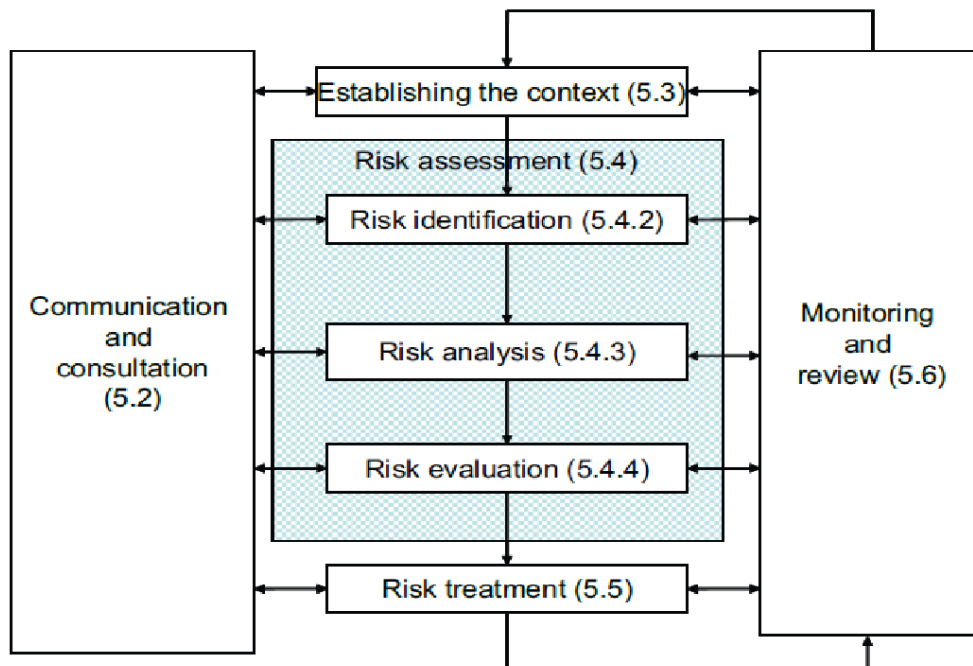 Establishing the context (5.3)
Risk assessment (5.4)
Risk identification (5.4.2)
Communication
and
consultation
(5.2)
Risk analysis (5.4.3)
Monitoring
and
review (5.6)
Risk evaluation (5.4.4)
Risk treatment (5.5)